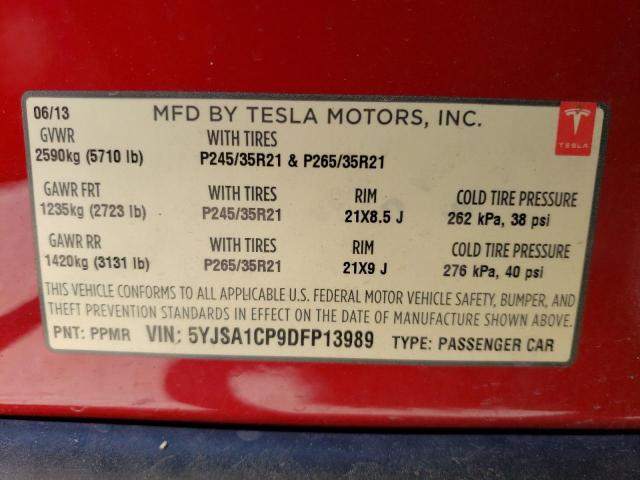 06/13 MFD BY TESLA MOTORS, INC.
TESLA
GVWR WITH TIRES
2590kg (5710 lb) P245/35R21 & P265/35R21
GAWR FRT WITH TIRES RIM COLD TIRE PRESSURE
1235kg (2723 lb) P245/35R21 21X8.5 J 262 kPa, 38 psi
GAWR RR WITH TIRES RIM COLD TIRE PRESSURE
1420kg (3131 lb) P265/35R21 21X9 J 276 kPa, 40 psi
THIS VEHICLE CONFORMS TO ALL APPLICABLE U.S. FEDERAL MOTOR VEHICLE SAFETY, BUMPER, AND
THEFT PREVENTION STANDARDS IN EFFECT ON THE DATE OF MANUFACTURE SHOWN ABOVE.
PNT: PPMR VIN: 5YJSA1CP9DFP13989 TYPE: PASSENGER CAR